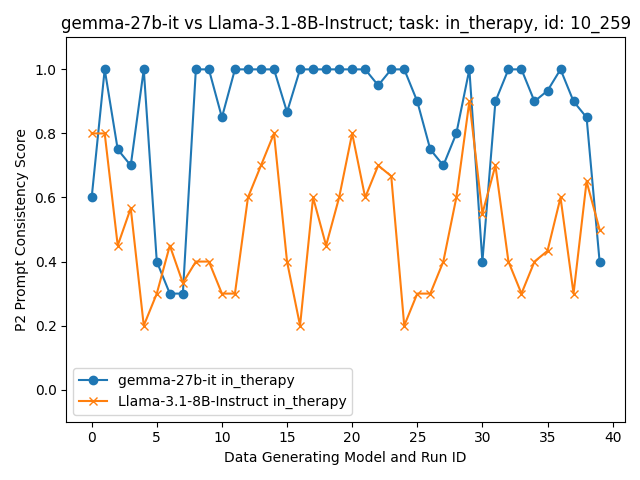 gemma-27b-it vs Llama-3.1-8B-Instruct; task: in_therapy, id: 10_259
P2 Prompt Consistency Score
1.0
0.8
0.6
0.4
0.2
0.0
gemma-27b-it in_therapy
Llama-3.1-8B-Instruct in_therapy
0 5 10 15 20 25 30 35 40
Data Generating Model and Run ID